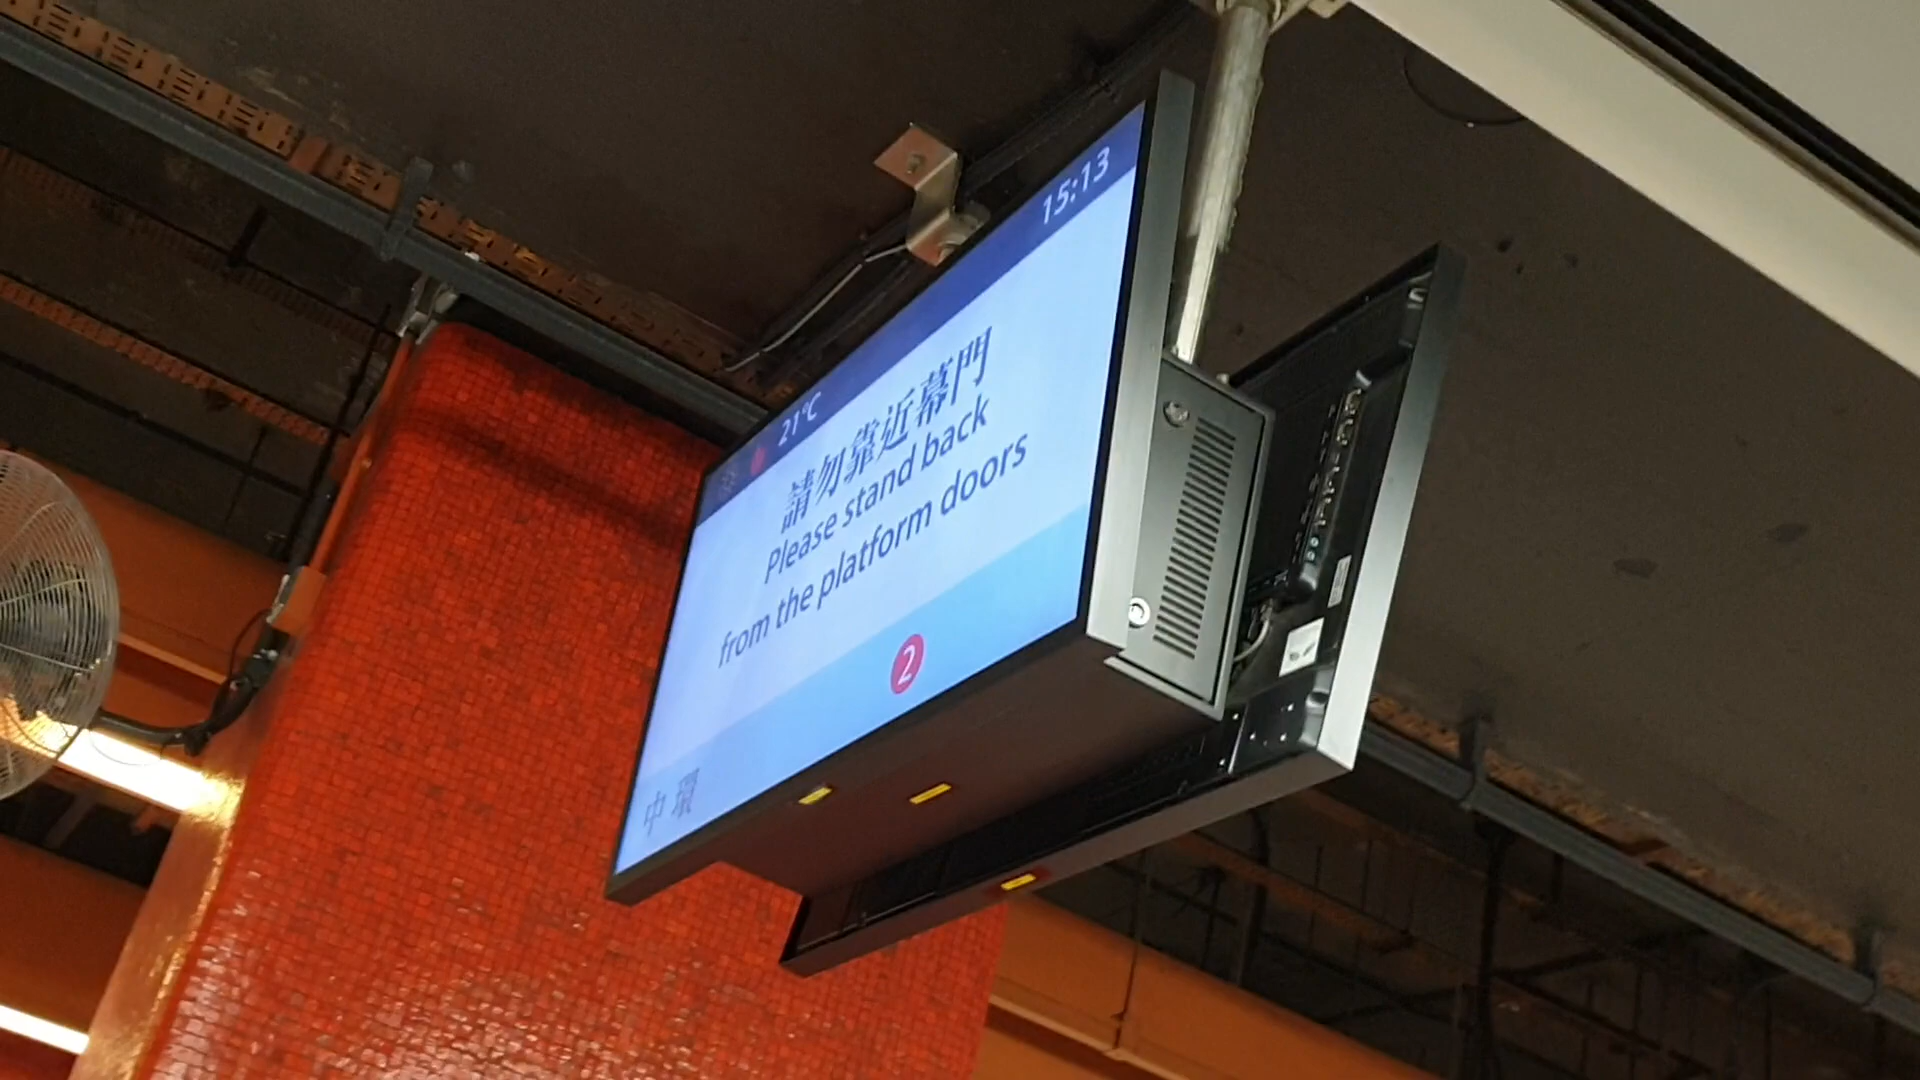 21°C 15:13
請勿靠近幕門
Please stand back
from the platform doors
2
中環